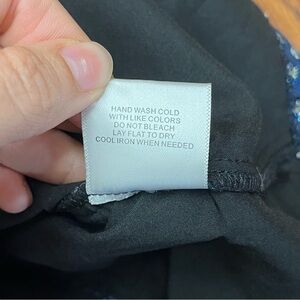 HAND WASH COLD
WITH LIKE COLORS
DO NOT BLEACH
LAY FLAT TO DRY
COOL IRON WHEN NEEDED